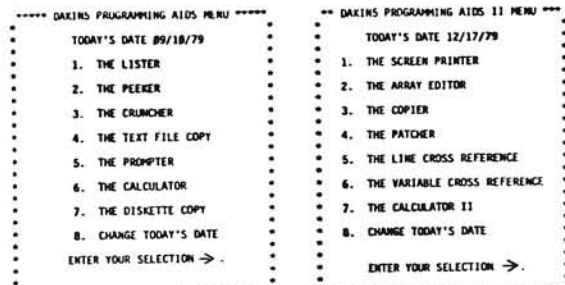 ***** DAKINS PROGRAMMING AIDS MENU *****
TODAY'S DATE 09/10/79
1. THE LISTER
2. THE PEEKER
3. THE CRUNCHER
4. THE TEXT FILE COPY
5. THE PROMPTER
6. THE CALCULATOR
7. THE DISKETTE COPY
8. CHANGE TODAY'S DATE
ENTER YOUR SELECTION → .
** DAKINS PROGRAMMING AIDS II MENU ***
TODAY'S DATE 12/17/79
1. THE SCREEN PRINTER
2. THE ARRAY EDITOR
3. THE COPIER
4. THE PATCHER
5. THE LINE CROSS REFERENCE
6. THE VARIABLE CROSS REFERENCE
7. THE CALCULATOR II
8. CHANGE TODAY'S DATE
ENTER YOUR SELECTION →.